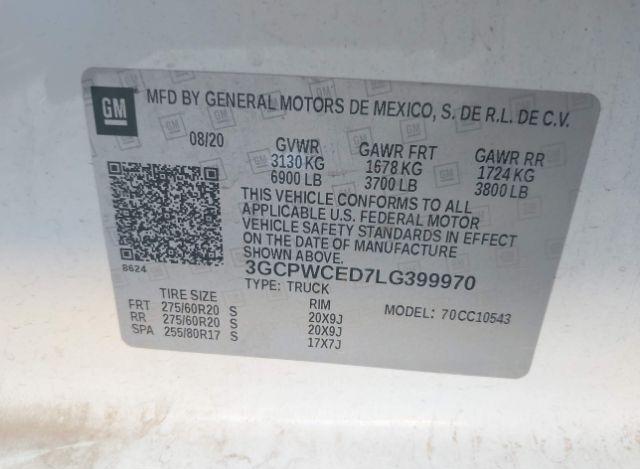 GM
MFD BY GENERAL MOTORS DE MEXICO, S. DE R.L. DE C.V.
08/20 GVWR GAWR FRT GAWR RR
3130 KG 1678 KG 1724 KG
6900 LB 3700 LB 3800 LB
THIS VEHICLE CONFORMS TO ALL
APPLICABLE U.S. FEDERAL MOTOR
VEHICLE SAFETY STANDARDS IN EFFECT
ON THE DATE OF MANUFACTURE
SHOWN ABOVE.
8624
3GCPWCED7LG399970
TYPE: TRUCK
TIRE SIZE RIM MODEL: 70CC10543
FRT 275/60R20 S 20X9J
RR 275/60R20 S 20X9J
SPA 255/80R17 S 17X7J